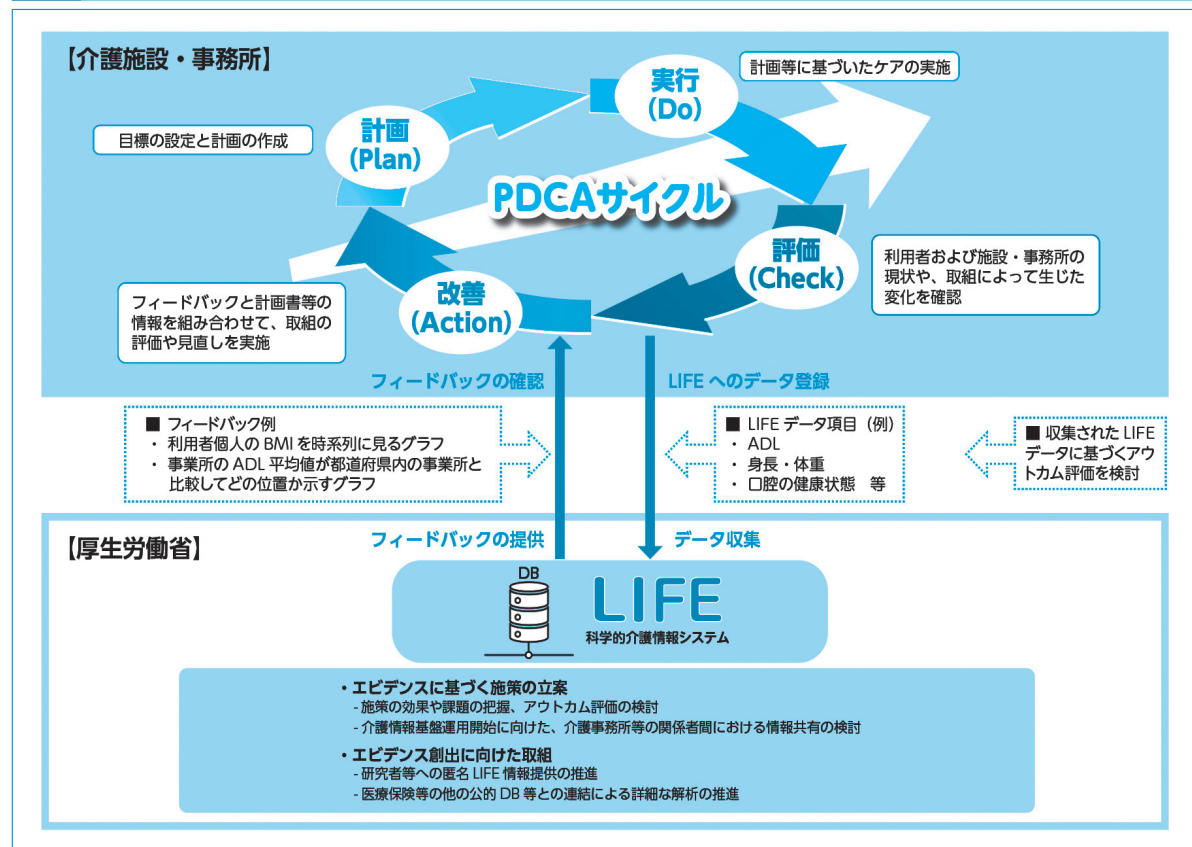 【介護施設・事務所】
計画等に基づいたケアの実施
実行
(Do)
目標の設定と計画の作成
計画
(Plan)
PDCAサイクル
評価
(Check)
利用者および施設・事務所の
現状や、取組によって生じた
変化を確認
改善
(Action)
フィードバックと計画書等の
情報を組み合わせて、取組の
評価や見直しを実施
フィードバックの確認
LIFE へのデータ登録
■ フィードバック例
・ 利用者個人の BMI を時系列に見るグラフ
・ 事業所の ADL 平均値が都道府県内の事業所と
比較してどの位置か示すグラフ
■ LIFE データ項目（例）
・ ADL
・ 身長・体重
・ 口腔の健康状態 等
■ 収集された LIFE
データに基づくアウ
トカム評価を検討
【厚生労働省】
フィードバックの提供
データ収集
DB
LIFE
科学的介護情報システム
・エビデンスに基づく施策の立案
- 施策の効果や課題の把握、アウトカム評価の検討
- 介護情報基盤運用開始に向けた、介護事務所等の関係者間における情報共有の検討
・エビデンス創出に向けた取組
- 研究者等への匿名 LIFE 情報提供の推進
- 医療保険等の他の公的 DB 等との連結による詳細な解析の推進